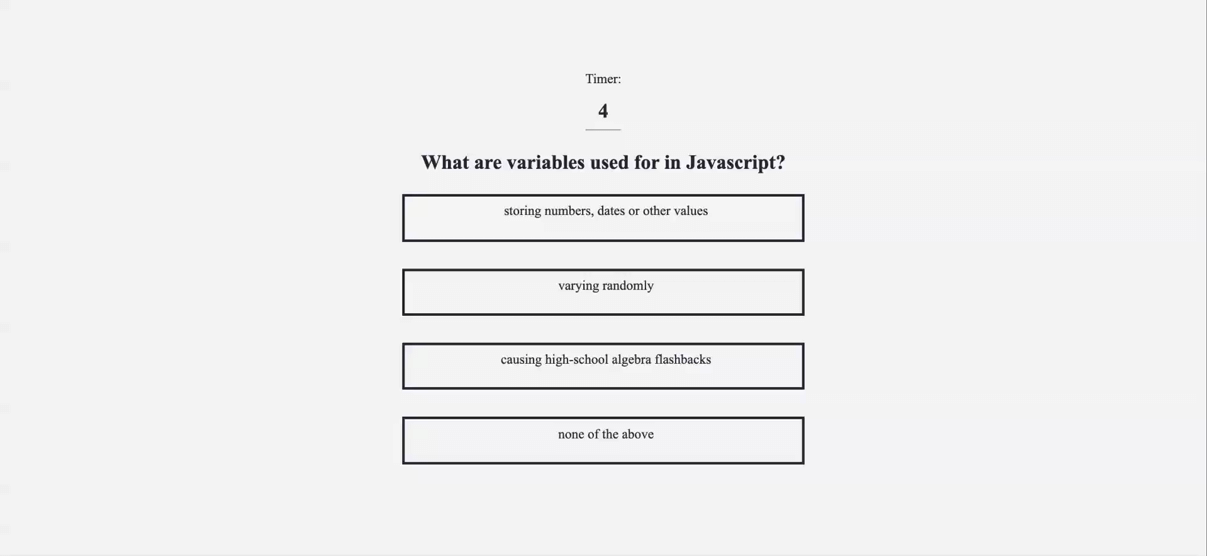 Timer:
4
What are variables used for in Javascript?
storing numbers, dates or other values
varying randomly
causing high-school algebra flashbacks
none of the above